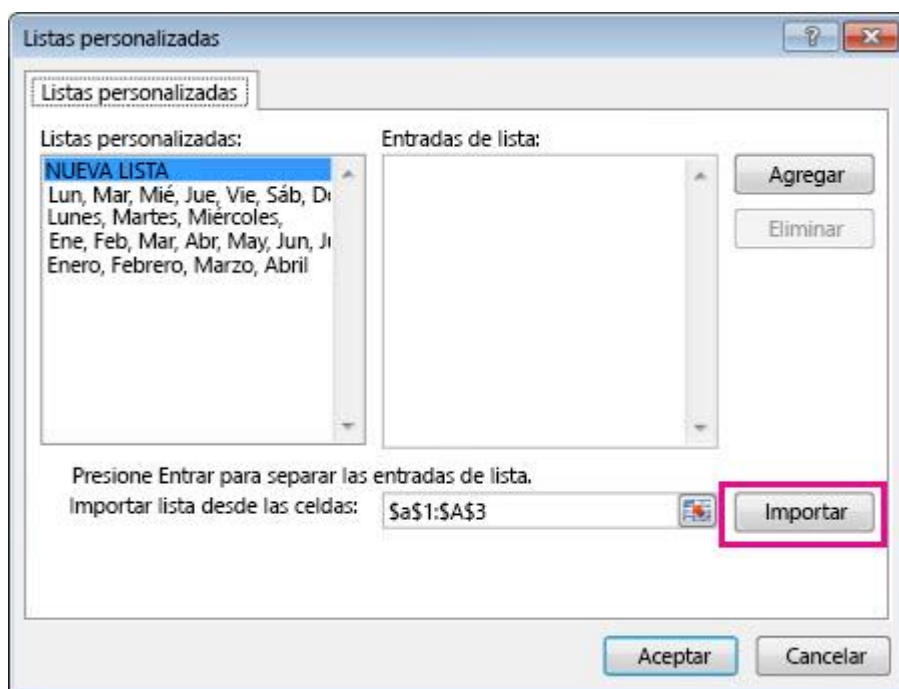 Listas personalizadas
Listas personalizadas
Listas personalizadas:
Entradas de lista:
NUEVA LISTA
Lun, Mar, Mié, Jue, Vie, Sáb, Do
Lunes, Martes, Miércoles,
Ene, Feb, Mar, Abr, May, Jun, Ju
Enero, Febrero, Marzo, Abril
Agregar
Eliminar
Presione Entrar para separar las entradas de lista.
Importar lista desde las celdas:
$a$1:$A$3
Importar
Aceptar
Cancelar